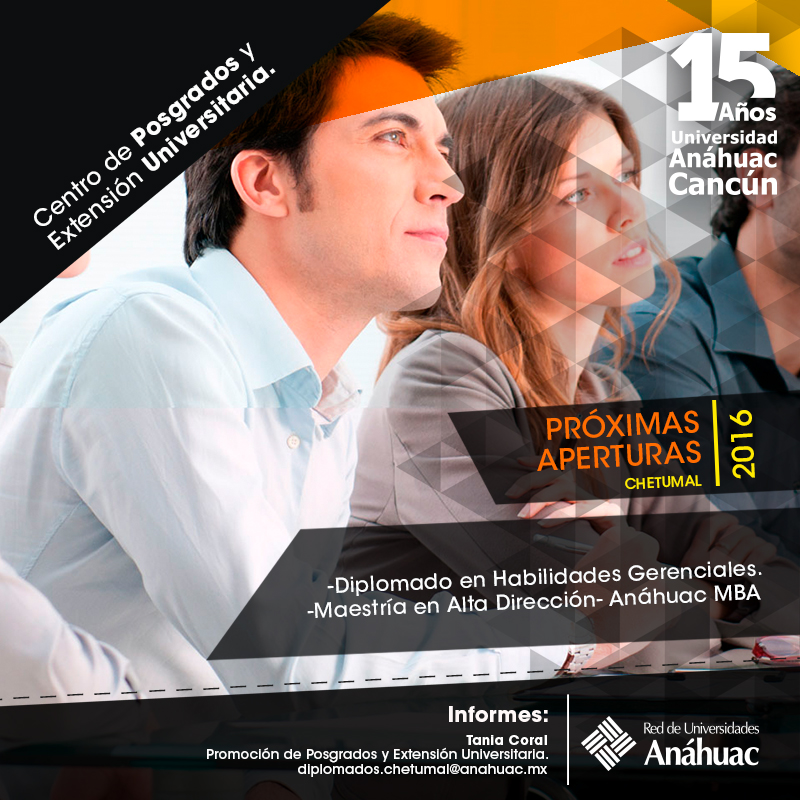 Centro de Posgrados y
Extensión Universitaria.
15
Años
Universidad
Anáhuac
Cancún
PRÓXIMAS
APERTURAS
CHETUMAL
2016
-Diplomado en Habilidades Gerenciales.
-Maestría en Alta Dirección- Anáhuac MBA
Informes:
Tania Coral
Promoción de Posgrados y Extensión Universitaria.
diplomados.chetumal@anahuac.mx
Red de Universidades
Anáhuac